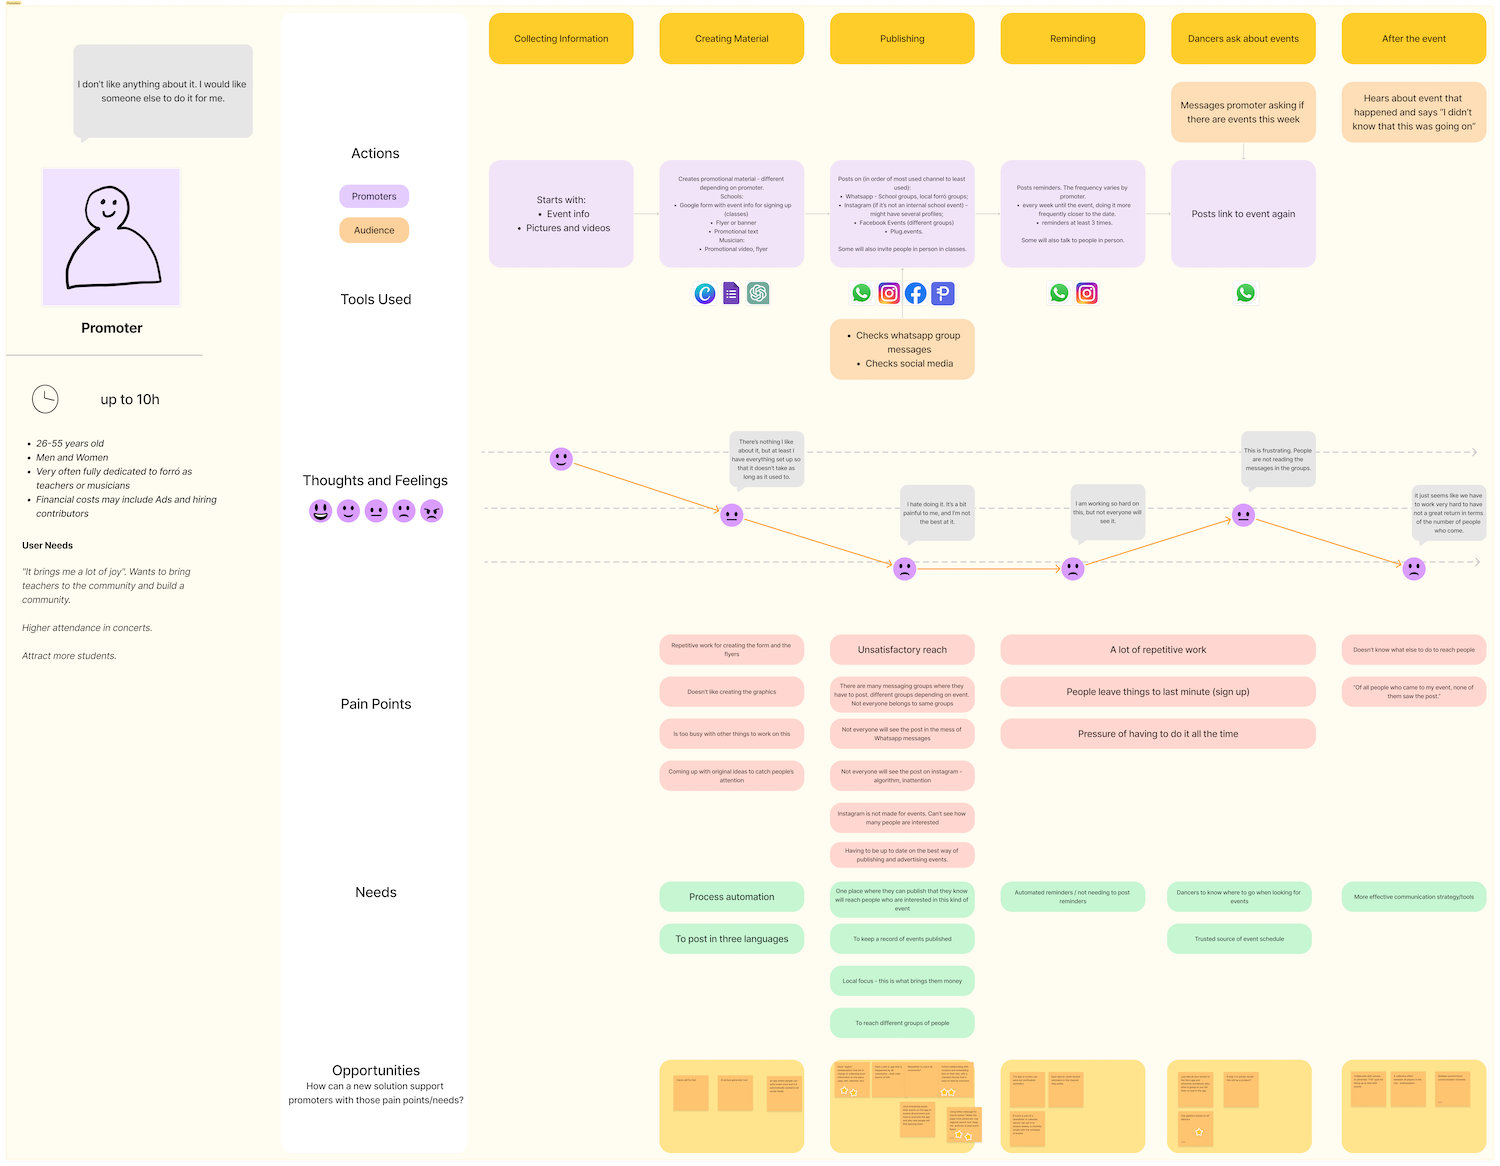 I don't like anything about it. I would like
someone else to do it for me.
Promoter
up to 10h
• 26-55 years old
• Men and Women
• Very often fully dedicated to forró as
teachers or musicians
• Financial costs may include Ads and hiring
contributors
User Needs
"It brings me a lot of joy". Wants to bring
teachers to the community and build a
community.
Higher attendance in concerts.
Attract more students.
Actions
Promoters
Audience
Tools Used
Thoughts and Feelings
Pain Points
Needs
Opportunities
How can a new solution support
promoters with those pain points/needs?
Collecting Information
Creating Material
Publishing
Reminding
Dancers ask about events
After the event
Messages promoter asking if
there are events this week
Hears about event that
happened and says "I didn't
know that this was going on"
Starts with:
• Event info
• Pictures and videos
Creates promotional material - different
depending on promoter.
Schools:
• Google form with event info for signing up
(classes)
• Flyer or banner
• Promotional text
Musician:
• Promotional video, flyer
Posts on (in order of most used channel to least
used):
• Whatsapp - School groups, local forró groups;
• Instagram (if it's not an internal school event) -
might have several profiles;
• Facebook Events (different groups)
• Plug.events.
Some will also invite people in person in classes.
Posts reminders. The frequency varies by
promoter.
• every week until the event, doing it more
frequently closer to the date.
• reminders at least 3 times.
Some will also talk to people in person.
Posts link to event again
• Checks whatsapp group
messages
• Checks social media
There's nothing I like
about it, but at least I
have everything set up so
that it doesn't take as
long as it used to.
I hate doing it. It's a bit
painful to me, and I'm not
the best at it.
I am working so hard on
this, but not everyone will
see it.
This is frustrating. People
are not reading the
messages in the groups.
it just seems like we have
to work very hard to have
not a great return in terms
of the number of people
who come.
Repetitive work for creating the form and the
flyers
Doesn't like creating the graphics
Is too busy with other things to work on this
Coming up with original ideas to catch people's
attention
Unsatisfactory reach
There are many messaging groups where they
have to post. different groups depending on event.
Not everyone belongs to same groups
Not everyone will see the post in the mess of
Whatsapp messages
Not everyone will see the post on instagram -
algorithm, inattention
Instagram is not made for events. Can't see how
many people are interested
Having to be up to date on the best way of
publishing and advertising events.
A lot of repetitive work
People leave things to last minute (sign up)
Pressure of having to do it all the time
Doesn't know what else to do to reach people
"Of all people who came to my event, none of
them saw the post."
Process automation
To post in three languages
One place where they can publish that they know
will reach people who are interested in this kind of
event
To keep a record of events published
Local focus - this is what brings them money
To reach different groups of people
Automated reminders / not needing to post
reminders
Dancers to know where to go when looking for
events
Trusted source of event schedule
More effective communication strategy/tools